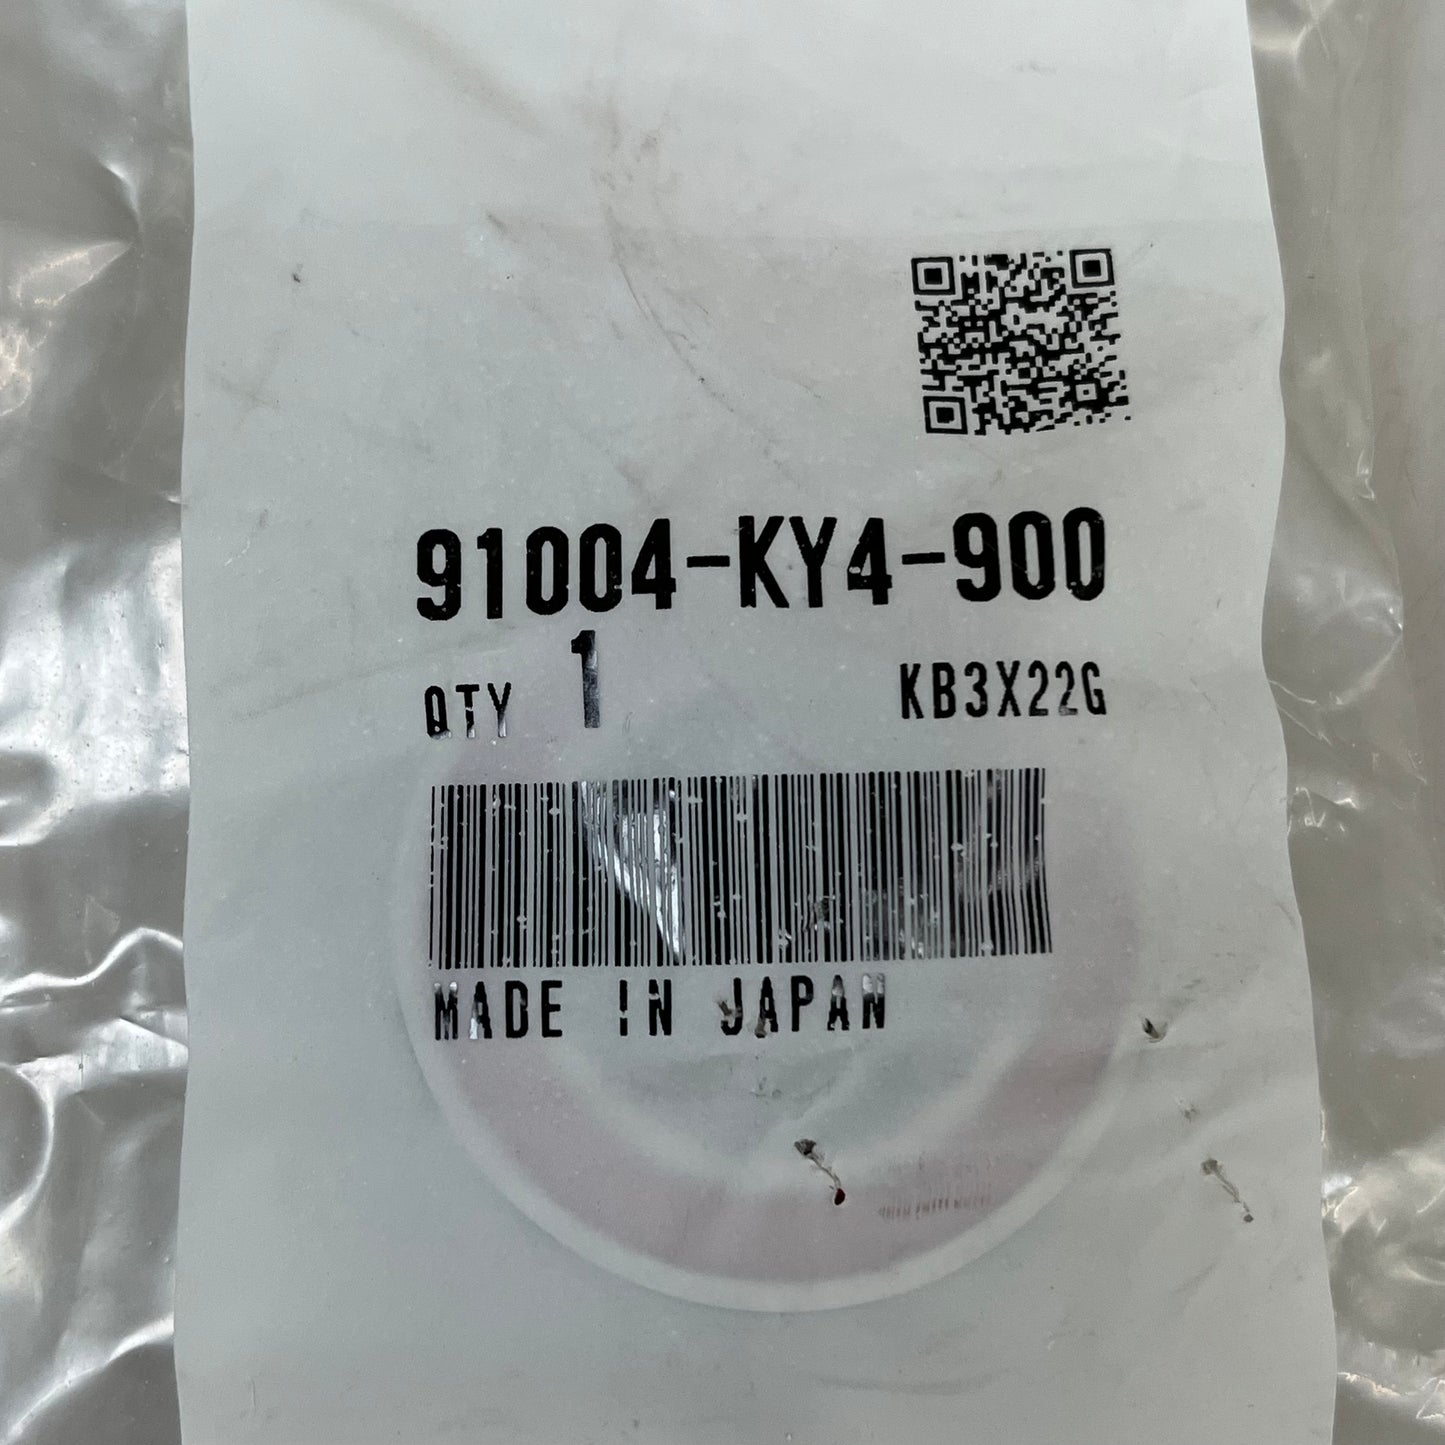 91004-KY4-900
QTY 1 KB3X22G
MADE IN JAPAN